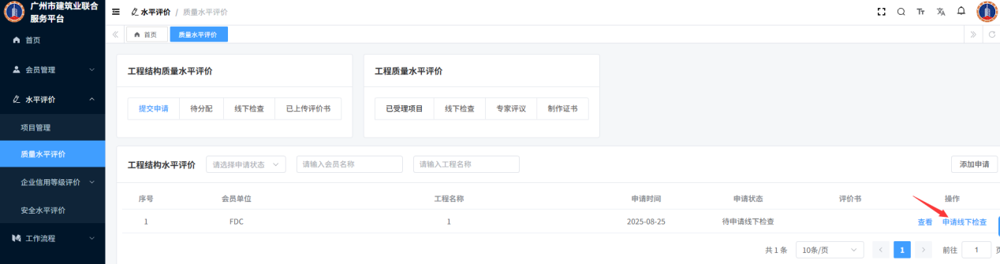 广州市建筑业联合
服务平台
水平评价 / 质量水平评价
首页
会员管理
水平评价
项目管理
质量水平评价
企业信用等级评价
安全水平评价
工作流程
首页 质量水平评价
工程结构质量水平评价
提交申请 待分配 线下检查 已上传评价书
工程质量水平评价
已受理项目 线下检查 专家评议 制作证书
工程结构水平评价 请选择申请状态 请输入会员名称 请输入工程名称 添加申请
序号 会员单位 工程名称 申请时间 申请状态 评价书 操作
1 FDC 1 2025-08-25 待申请线下检查 查看 申请线下检查
共 1 条 10条/页 1 前往 1